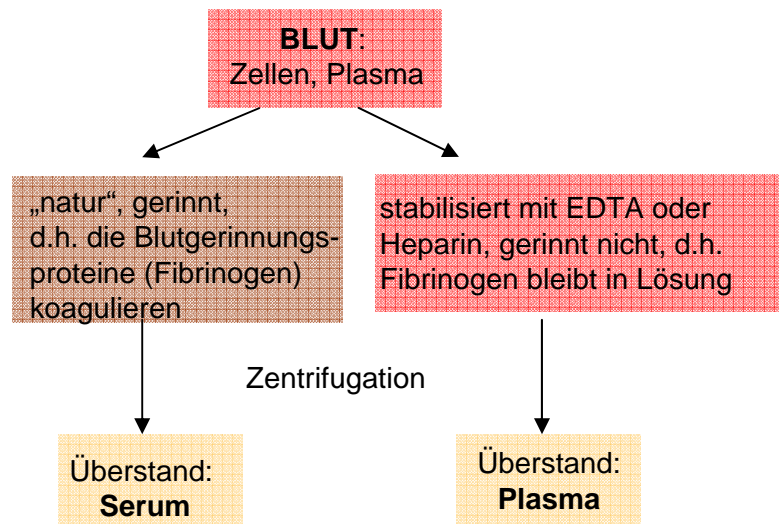 BLUT:
Zellen, Plasma
„natur“, gerinnt,
d.h. die Blutgerinnungs-
proteine (Fibrinogen)
koagulieren
stabilisiert mit EDTA oder
Heparin, gerinnt nicht, d.h.
Fibrinogen bleibt in Lösung
Zentrifugation
Überstand:
Serum
Überstand:
Plasma